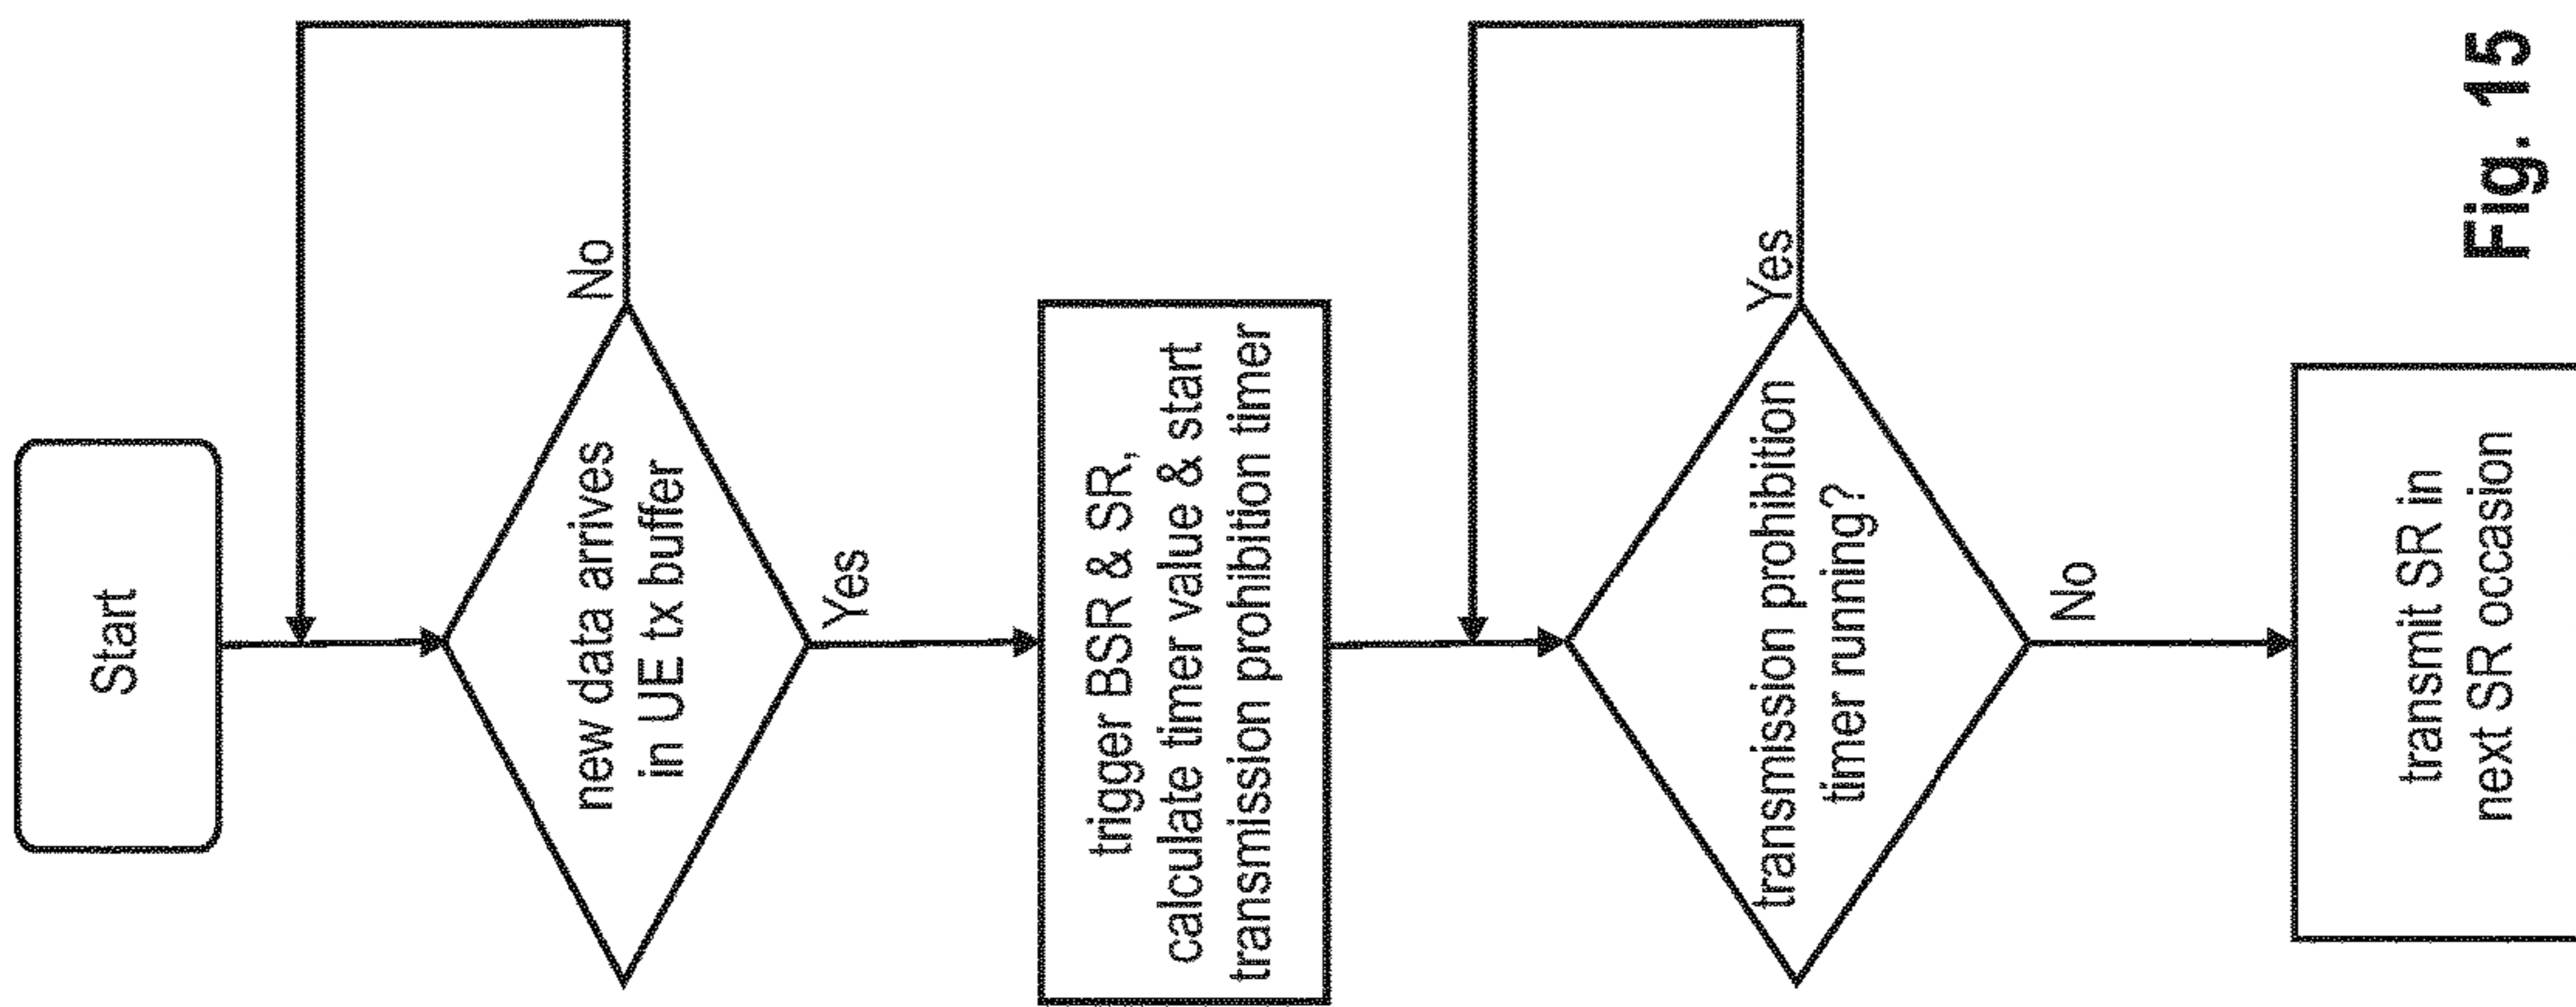 Start
new data arrives
in UE tx buffer
No
Yes
trigger BSR & SR,
calculate timer value & start
transmission prohibition timer
transmission prohibition
timer running?
Yes
No
transmit SR in
next SR occasion
Fig. 15